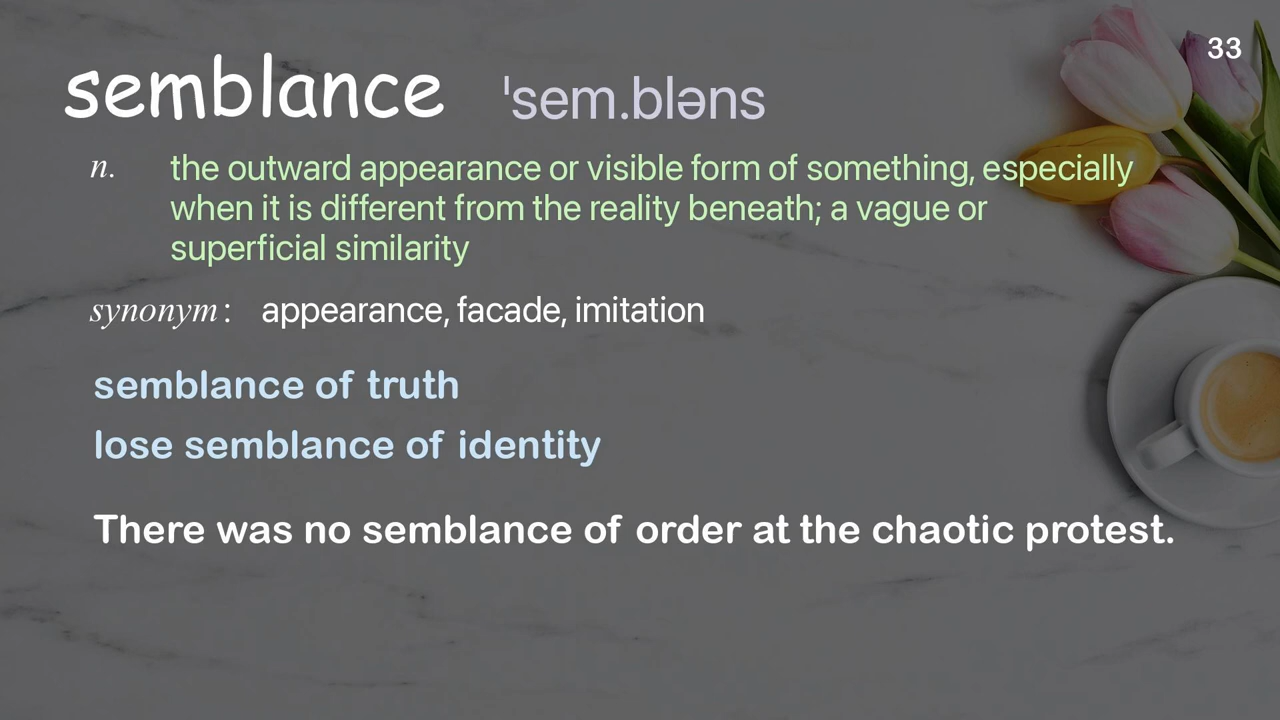 33
semblance ˈsem.bləns
n. the outward appearance or visible form of something, especially
when it is different from the reality beneath; a vague or
superficial similarity
synonym: appearance, facade, imitation
semblance of truth
lose semblance of identity
There was no semblance of order at the chaotic protest.